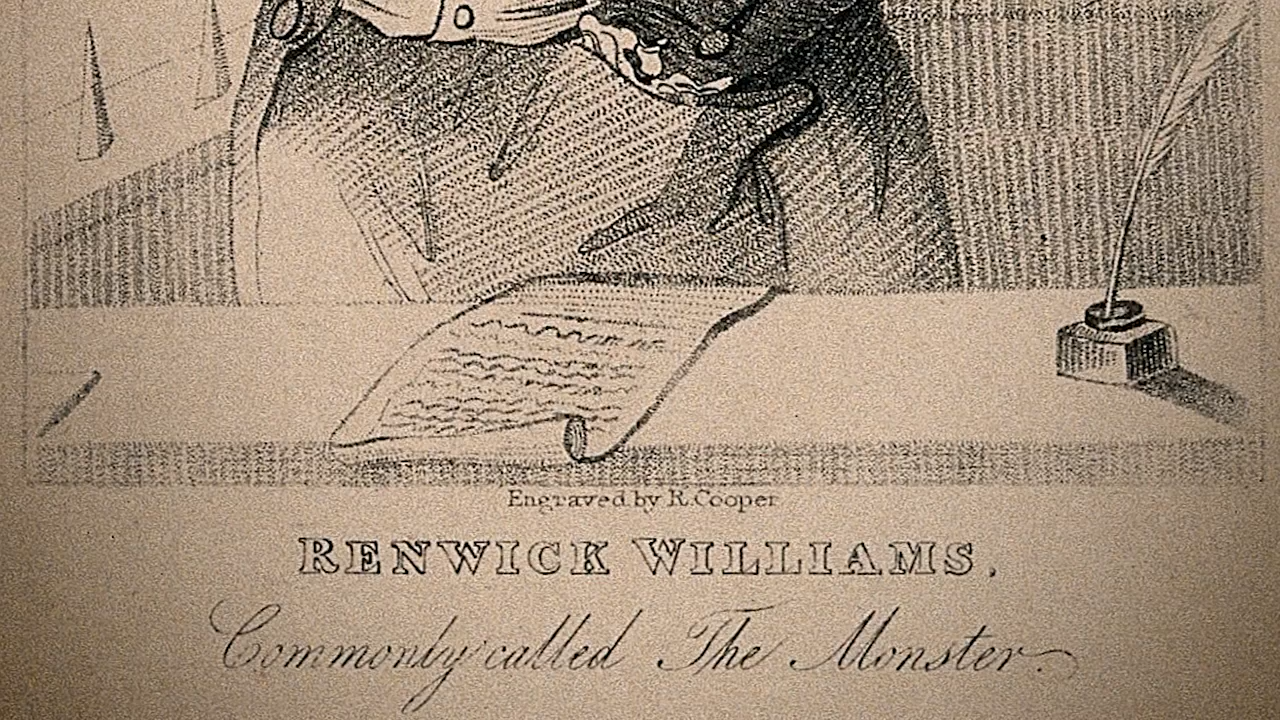 Engraved by R. Cooper
RENWICK WILLIAMS,
Commonly called The Monster.